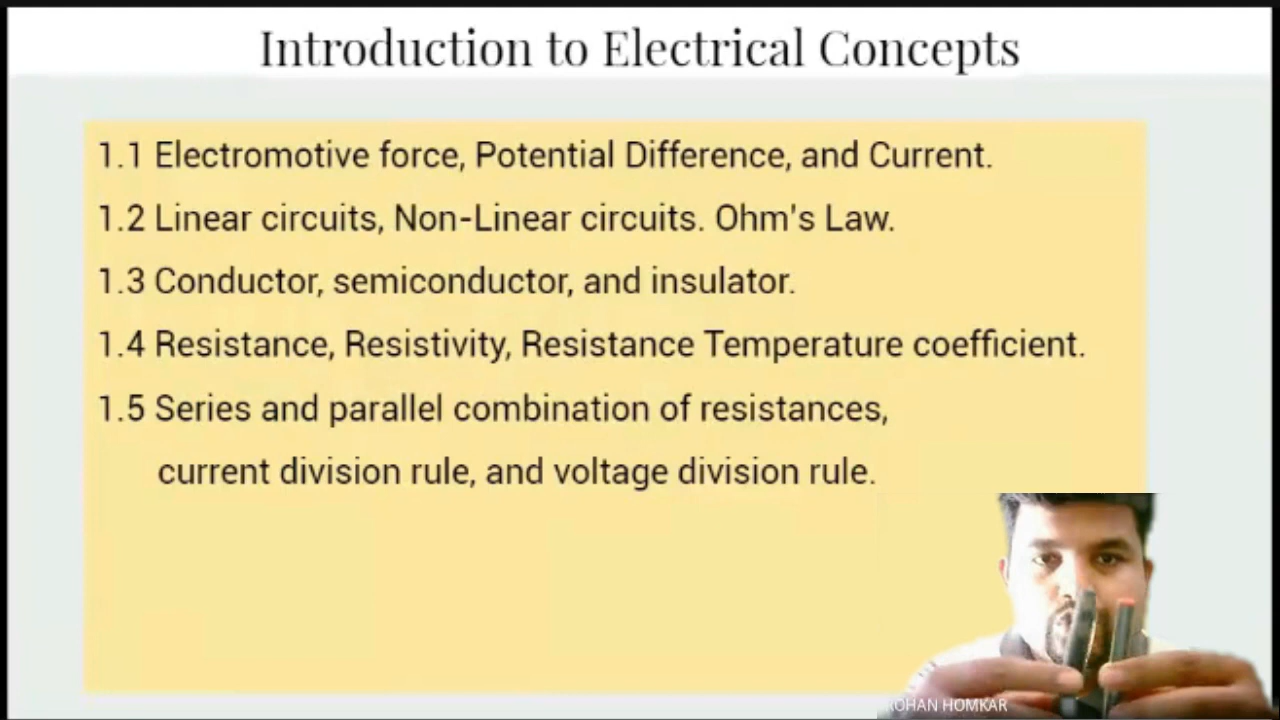 Introduction to Electrical Concepts
1.1 Electromotive force, Potential Difference, and Current.
1.2 Linear circuits, Non-Linear circuits. Ohm's Law.
1.3 Conductor, semiconductor, and insulator.
1.4 Resistance, Resistivity, Resistance Temperature coefficient.
1.5 Series and parallel combination of resistances,
current division rule, and voltage division rule.
ROHAN HOMKAR